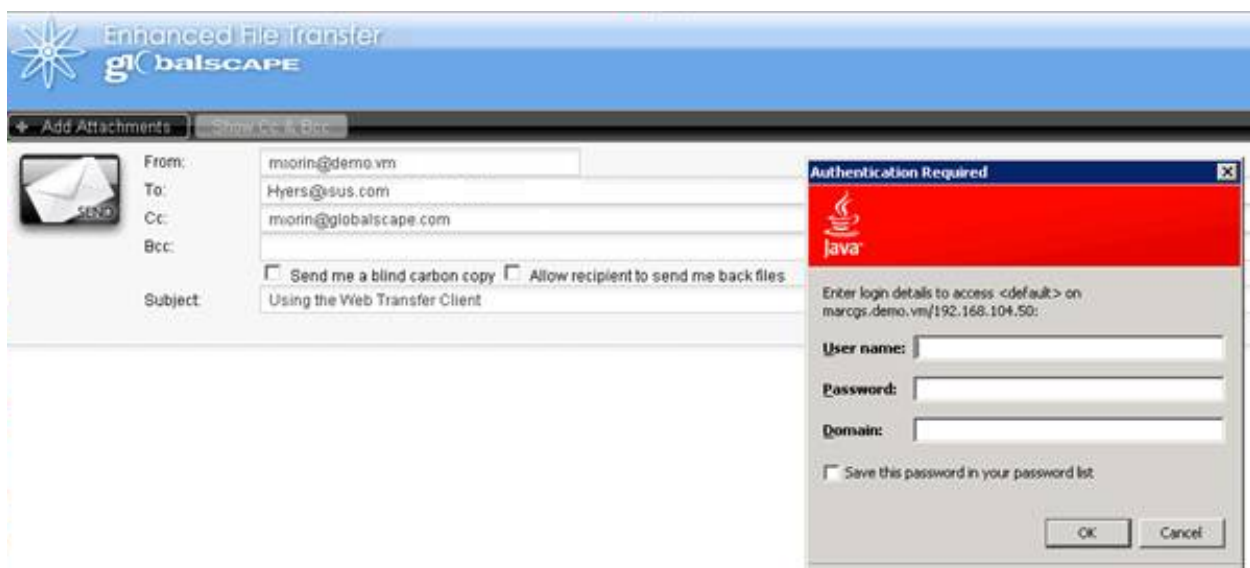 Enhanced File Transfer
globalSCAPE
+ Add Attachments Show Cc & Bcc
SEND
From: miorin@demo.vm
To: Hyers@isus.com
Cc: miorin@globalscape.com
Bcc:
Send me a blind carbon copy Allow recipient to send me back files
Subject: Using the Web Transfer Client
Authentication Required
Java
Enter login details to access <default> on
marcgs.demo.vm/192.168.104.50:
User name:
Password:
Domain:
Save this password in your password list
OK Cancel